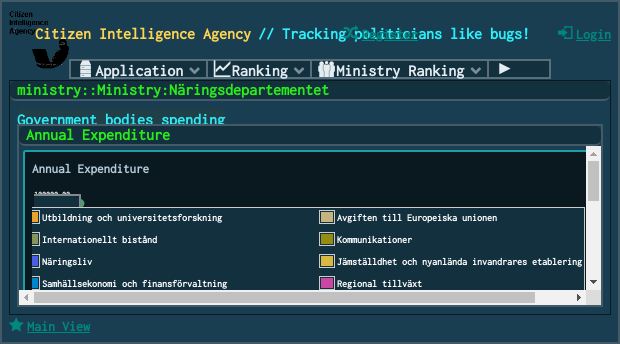 Citizen
Intelligence
Agency
Citizen Intelligence Agency // Tracking politicians like bugs!
Register
Login
Application
Ranking
Ministry Ranking
ministry::Ministry:Näringsdepartementet
Government bodies spending
Annual Expenditure
Annual Expenditure
Utbildning och universitetsforskning
Avgiften till Europeiska unionen
Internationellt bistånd
Kommunikationer
Näringsliv
Jämställdhet och nyanlända invandrares etablering
Samhällsekonomi och finansförvaltning
Regional tillväxt
Main View